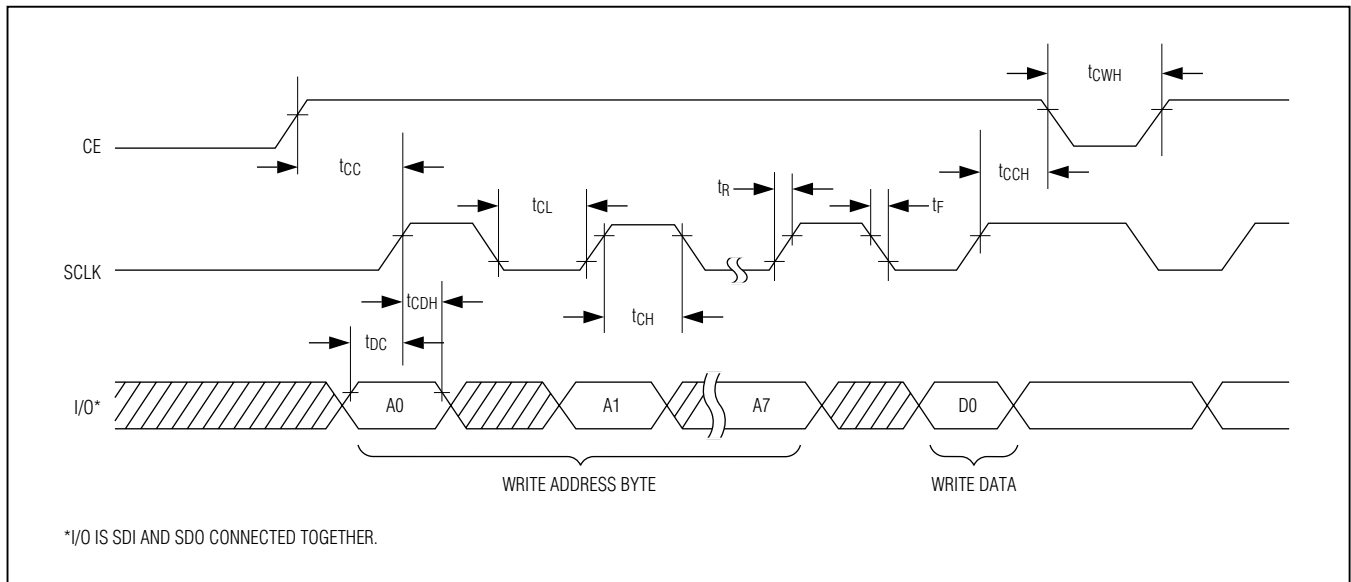 tCWH
CE
tCC
tCCH
tR
tF
tCL
SCLK
tCDH
tCH
tDC
I/O*
A0
A1
A7
D0
WRITE ADDRESS BYTE
WRITE DATA
*I/O IS SDI AND SDO CONNECTED TOGETHER.